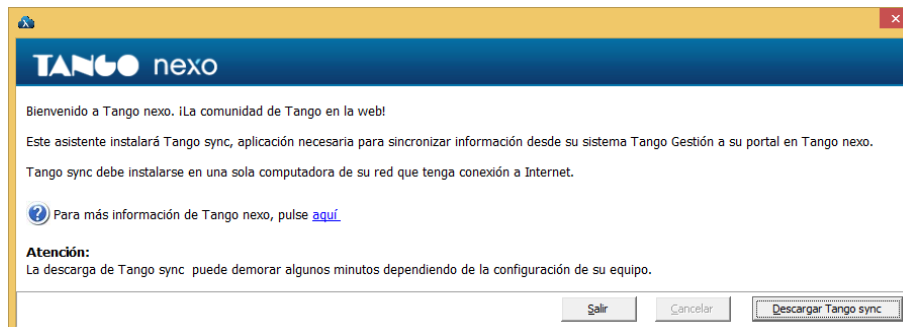 TANGO nexo
Bienvenido a Tango nexo. ¡La comunidad de Tango en la web!
Este asistente instalará Tango sync, aplicación necesaria para sincronizar información desde su sistema Tango Gestión a su portal en Tango nexo.
Tango sync debe instalarse en una sola computadora de su red que tenga conexión a Internet.
? Para más información de Tango nexo, pulse aquí
Atención:
La descarga de Tango sync puede demorar algunos minutos dependiendo de la configuración de su equipo.
Salir Cancelar Descargar Tango sync